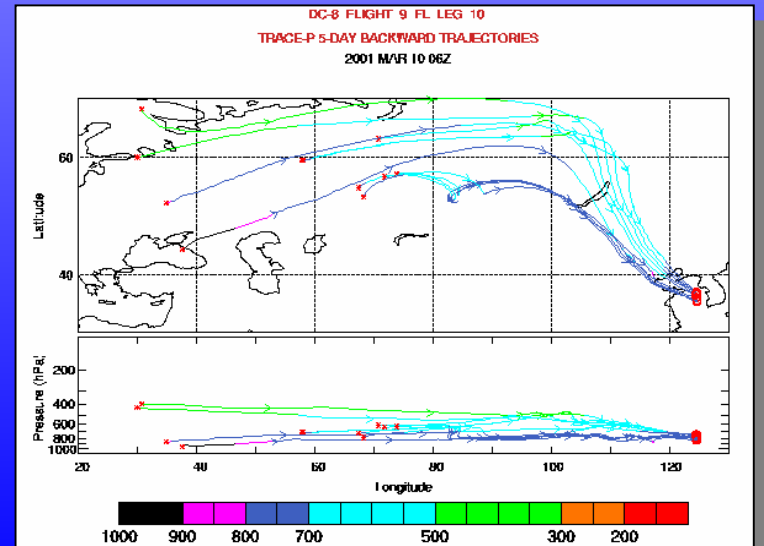 DC-8 FLIGHT 9 FL LEG 10
TRACE-P 5-DAY BACKWARD TRAJECTORIES
2001 MAR 10 06Z
Latitude
60
40
Pressure (hPa)
200
400
600
800
1000
20 40 60 80 100 120
Longitude
1000 900 800 700 500 300 200